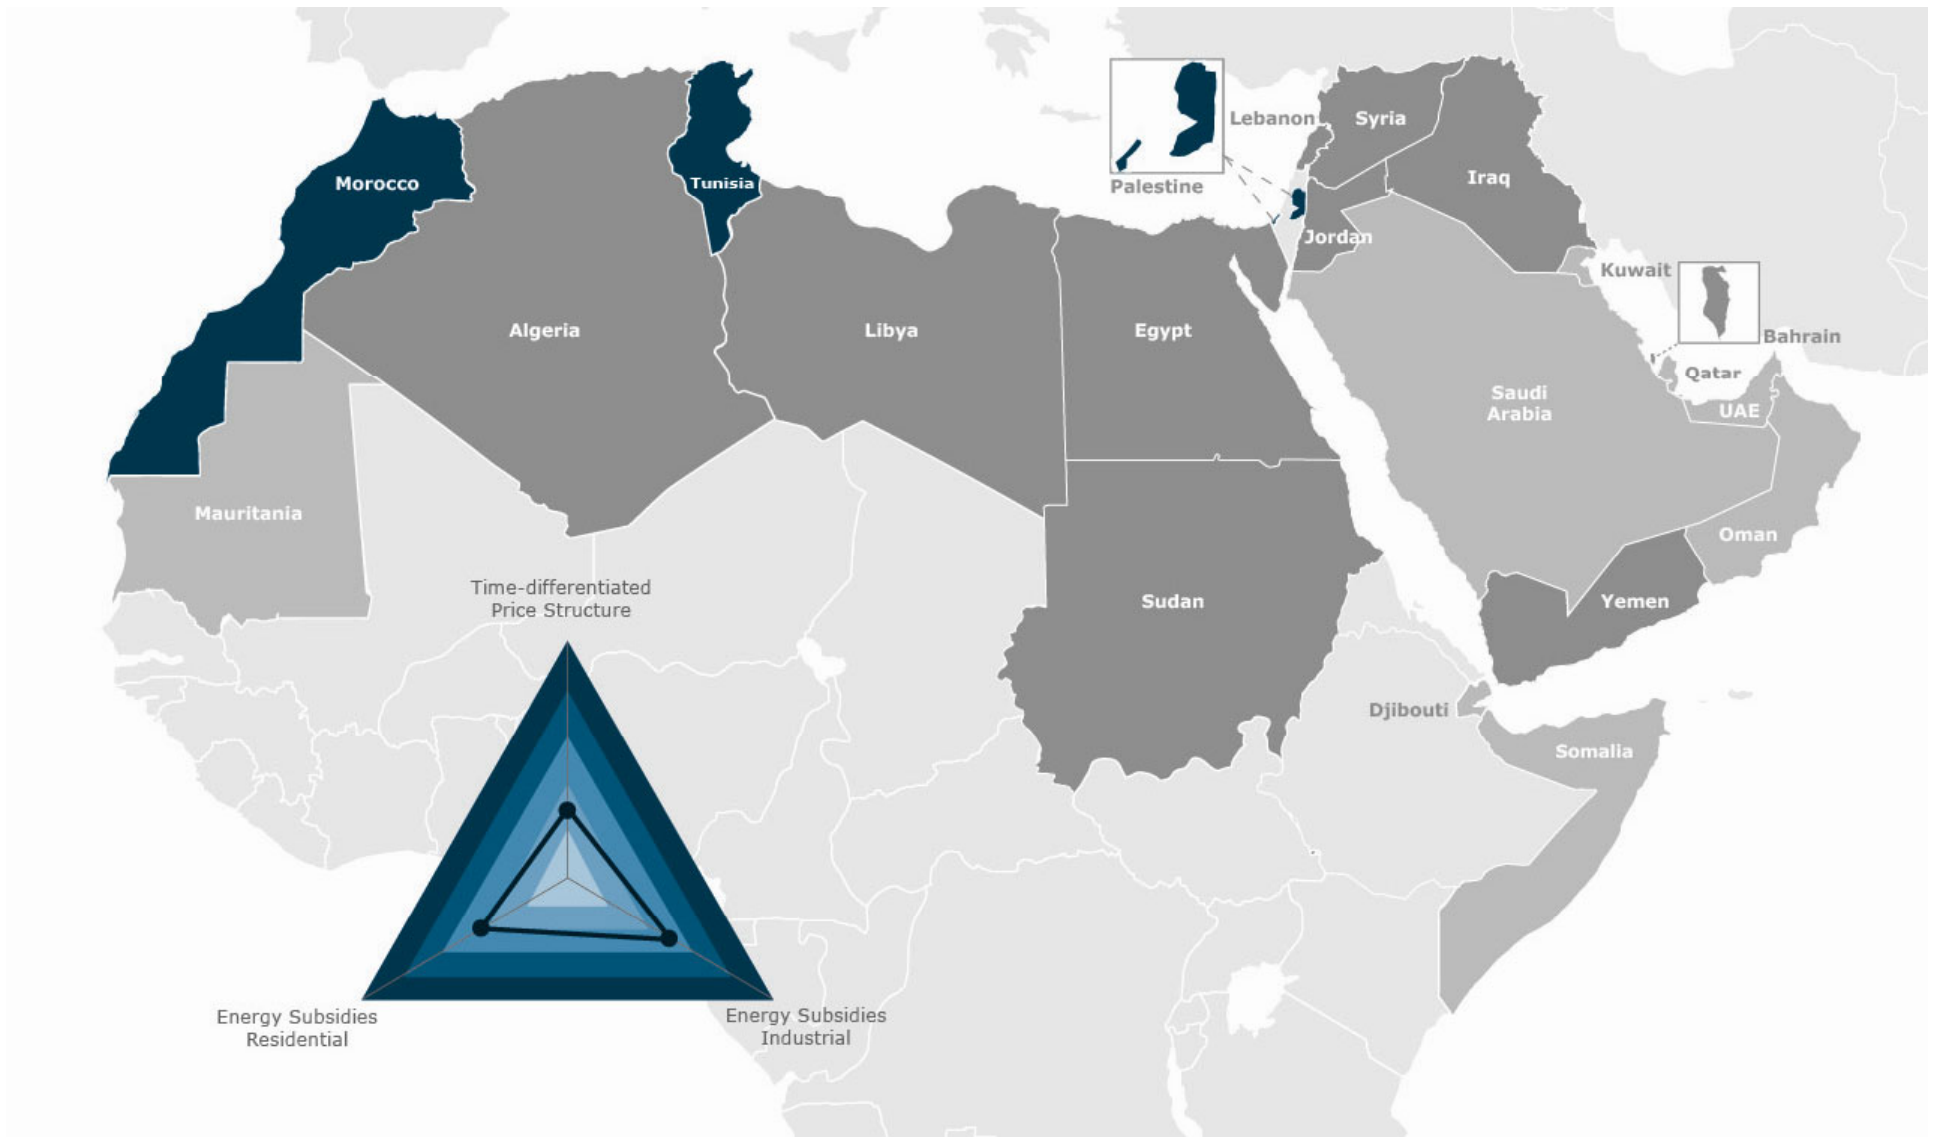 Lebanon
Syria
Morocco
Tunisia
Palestine
Iraq
Jordan
Kuwait
Algeria
Libya
Egypt
Bahrain
Qatar
Saudi
Arabia
UAE
Mauritania
Oman
Time-differentiated
Price Structure
Sudan
Yemen
Djibouti
Somalia
Energy Subsidies
Residential
Energy Subsidies
Industrial